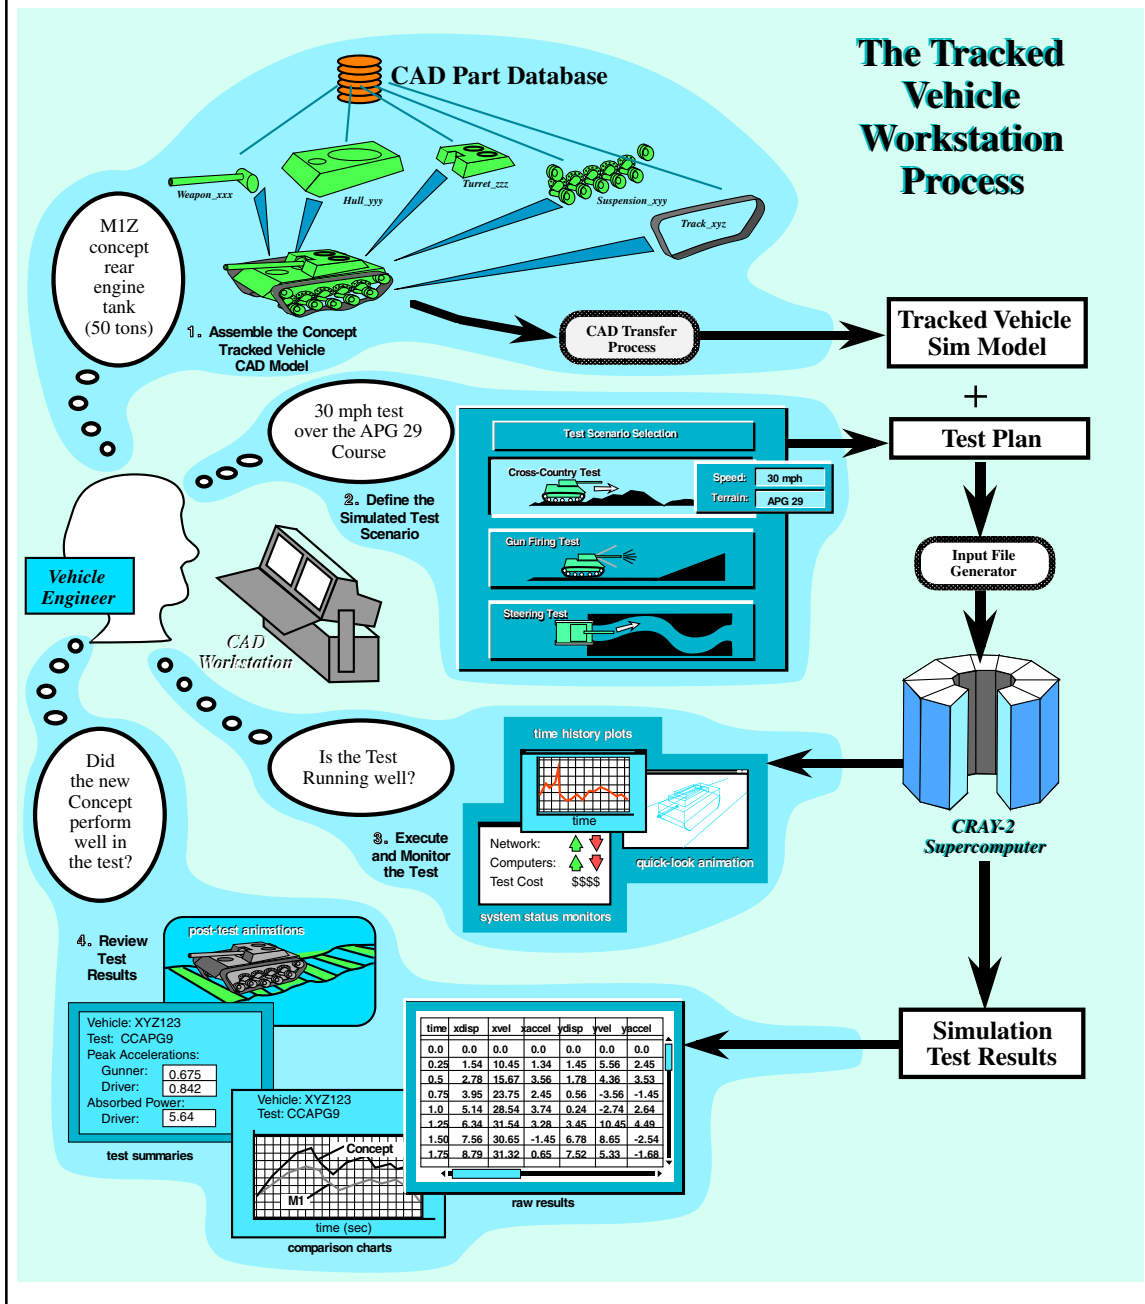 The Tracked
Vehicle
Workstation
Process
CAD Part Database
Weapon_xxx
Hull_yyy
Turret_zzz
Suspension_xyy
Track_xyz
M1Z
concept
rear
engine
tank
(50 tons)
1. Assemble the Concept
Tracked Vehicle
CAD Model
CAD Transfer
Process
Tracked Vehicle
Sim Model
+
Test Plan
30 mph test
over the APG 29
Course
2. Define the
Simulated Test
Scenario
Test Scenario Selection
Cross-Country Test
Speed: 30 mph
Terrain: APG 29
Gun Firing Test
Steering Test
Input File
Generator
Vehicle
Engineer
CAD
Workstation
CRAY-2
Supercomputer
Is the Test
Running well?
3. Execute
and Monitor
the Test
time history plots
time
quick-look animation
Network:
Computers:
Test Cost $$$$
system status monitors
Did
the new
Concept
perform
well in
the test?
4. Review
Test
Results
post-test animations
Vehicle: XYZ123
Test: CCAPG9
Peak Accelerations:
Gunner: 0.675
Driver: 0.842
Absorbed Power:
Driver: 5.64
test summaries
Vehicle: XYZ123
Test: CCAPG9
Concept
M1
time (sec)
comparison charts
time xdisp xvel xaccel ydisp yvel yaccel
0.0 0.0 0.0 0.0 0.0 0.0 0.0
0.25 1.54 10.45 1.34 1.45 5.56 2.45
0.5 2.78 15.67 3.56 1.78 4.36 3.53
0.75 3.95 23.75 2.45 0.56 -3.56 -1.45
1.0 5.14 28.54 3.74 0.24 -2.74 2.64
1.25 6.34 31.54 3.28 3.45 10.45 4.49
1.50 7.56 30.65 -1.45 6.78 8.65 -2.54
1.75 8.79 31.32 0.65 7.52 5.33 -1.68
raw results
Simulation
Test Results